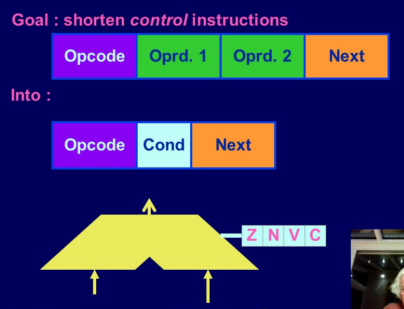 Goal : shorten control instructions
Opcode Oprd. 1 Oprd. 2 Next
Into :
Opcode Cond Next
Z N V C